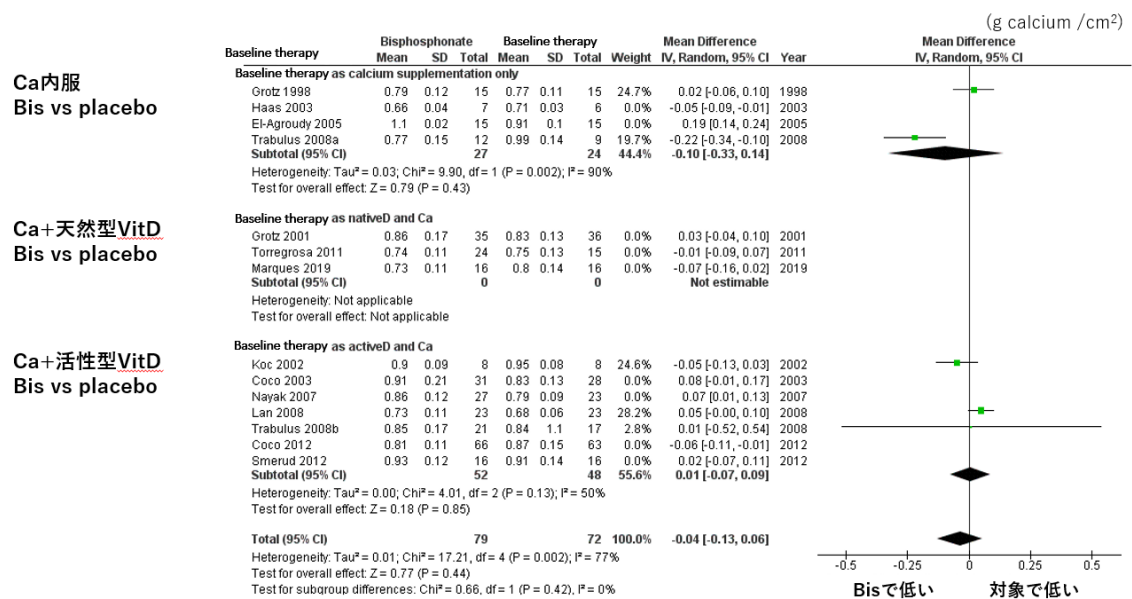 (g calcium /cm²)
Bisphosphonate Baseline therapy Mean Difference Mean Difference
Baseline therapy Mean SD Total Mean SD Total Weight IV, Random, 95% CI Year IV, Random, 95% CI
Ca内服
Bis vs placebo
Baseline therapy as calcium supplementation only
Grotz 1998 0.79 0.12 15 0.77 0.11 15 24.7% 0.02 [-0.06, 0.10] 1998
Haas 2003 0.66 0.04 7 0.71 0.03 6 0.0% -0.05 [-0.09, -0.01] 2003
El-Agroudy 2005 1.1 0.02 15 0.91 0.1 15 0.0% 0.19 [0.14, 0.24] 2005
Trabulus 2008a 0.77 0.15 12 0.99 0.14 9 19.7% -0.22 [-0.34, -0.10] 2008
Subtotal (95% CI) 27 24 44.4% -0.10 [-0.33, 0.14]
Heterogeneity: Tau² = 0.03; Chi² = 9.90, df = 1 (P = 0.002); I² = 90%
Test for overall effect: Z = 0.79 (P = 0.43)
Ca+天然型VitD
Bis vs placebo
Baseline therapy as nativeD and Ca
Grotz 2001 0.86 0.17 35 0.83 0.13 36 0.0% 0.03 [-0.04, 0.10] 2001
Torregrosa 2011 0.74 0.11 24 0.75 0.13 15 0.0% -0.01 [-0.09, 0.07] 2011
Marques 2019 0.73 0.11 16 0.8 0.14 16 0.0% -0.07 [-0.16, 0.02] 2019
Subtotal (95% CI) 0 0 Not estimable
Heterogeneity: Not applicable
Test for overall effect: Not applicable
Ca+活性型VitD
Bis vs placebo
Baseline therapy as activeD and Ca
Koc 2002 0.9 0.09 8 0.95 0.08 8 24.6% -0.05 [-0.13, 0.03] 2002
Coco 2003 0.91 0.21 31 0.83 0.13 28 0.0% 0.08 [-0.01, 0.17] 2003
Nayak 2007 0.86 0.12 27 0.79 0.09 23 0.0% 0.07 [0.01, 0.13] 2007
Lan 2008 0.73 0.11 23 0.68 0.06 23 28.2% 0.05 [-0.00, 0.10] 2008
Trabulus 2008b 0.85 0.17 21 0.84 1.1 17 2.8% 0.01 [-0.52, 0.54] 2008
Coco 2012 0.81 0.11 66 0.87 0.15 63 0.0% -0.06 [-0.11, -0.01] 2012
Smerud 2012 0.93 0.12 16 0.91 0.14 16 0.0% 0.02 [-0.07, 0.11] 2012
Subtotal (95% CI) 52 48 55.6% 0.01 [-0.07, 0.09]
Heterogeneity: Tau² = 0.00; Chi² = 4.01, df = 2 (P = 0.13); I² = 50%
Test for overall effect: Z = 0.18 (P = 0.85)
Total (95% CI) 79 72 100.0% -0.04 [-0.13, 0.06]
Heterogeneity: Tau² = 0.01; Chi² = 17.21, df = 4 (P = 0.002); I² = 77%
Test for overall effect: Z = 0.77 (P = 0.44)
Test for subgroup differences: Chi² = 0.66, df = 1 (P = 0.42), I² = 0%
-0.5 -0.25 0 0.25 0.5
Bisで低い 対象で低い